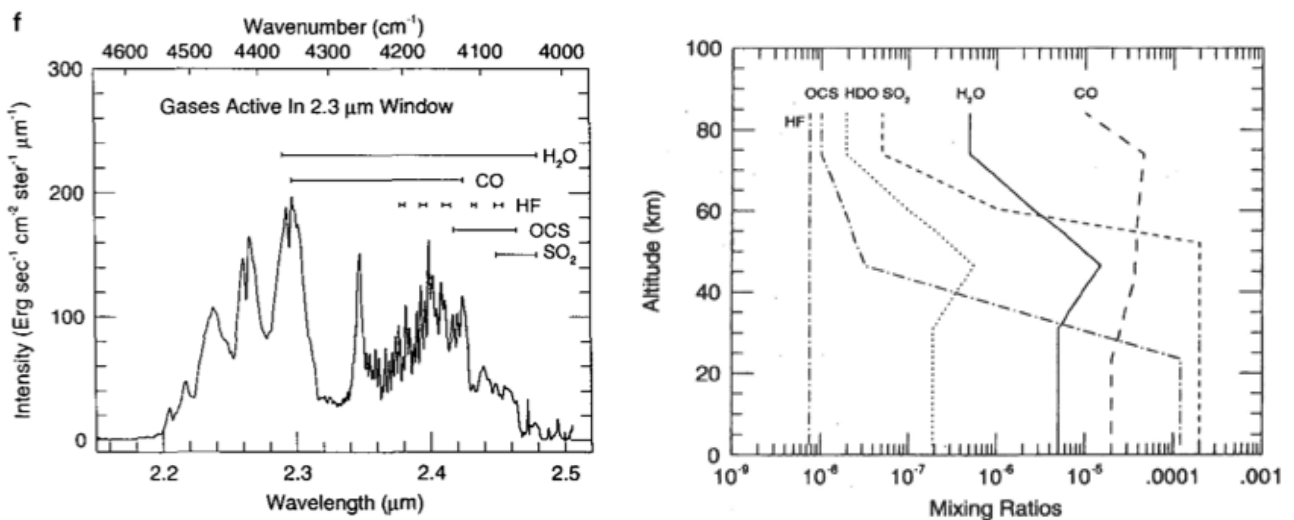 f
Wavenumber (cm⁻¹)
4600 4500 4400 4300 4200 4100 4000
300
200
100
0
Intensity (Erg sec⁻¹ cm⁻² ster⁻¹ μm⁻¹)
Gases Active In 2.3 μm Window
H₂O
CO
HF
OCS
SO₂
2.2 2.3 2.4 2.5
Wavelength (μm)
100
80
60
40
20
0
Altitude (km)
OCS HDO SO₂ H₂O CO
HF
10⁻⁹ 10⁻⁸ 10⁻⁷ 10⁻⁶ 10⁻⁵ .0001 .001
Mixing Ratios